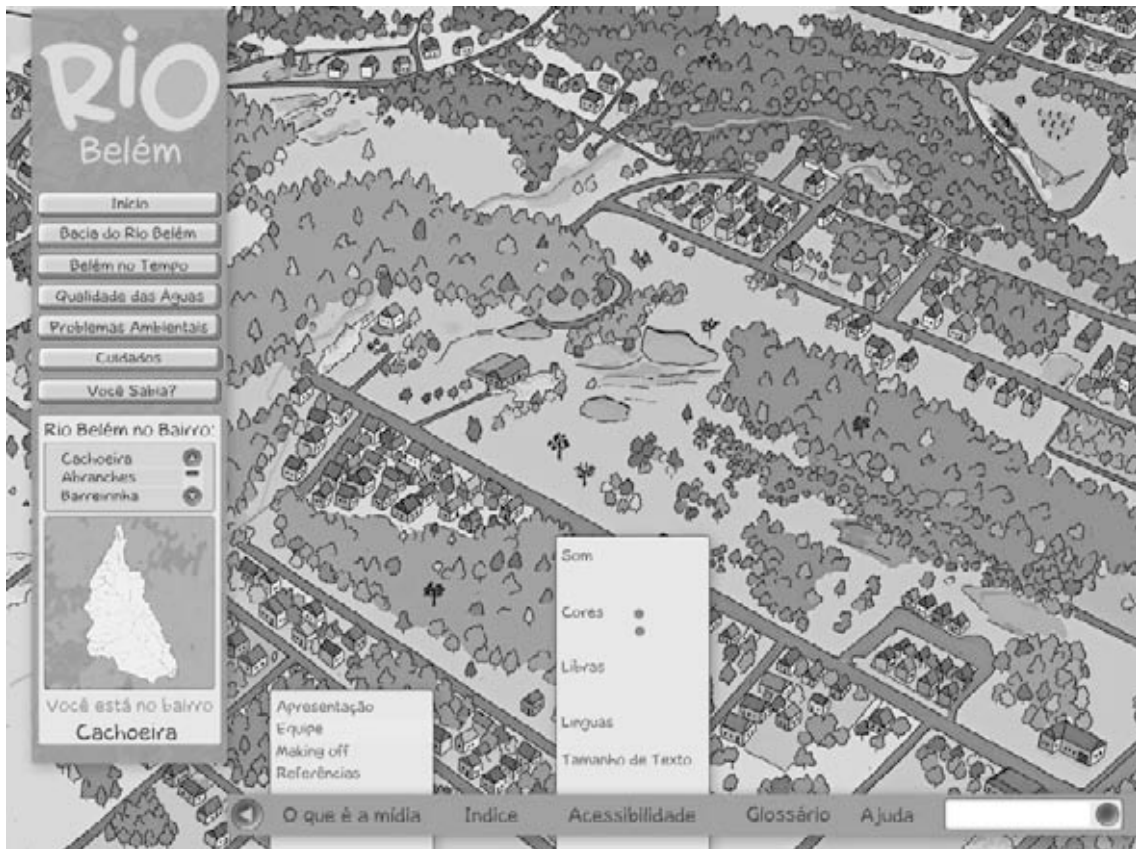 Rio
Belém
Início
Bacia do Rio Belém
Belém no Tempo
Qualidade das Águas
Problemas Ambientais
Cuidados
Você Sabia?
Rio Belém no Bairro:
Cachoeira
Abranches
Barreirinha
Você está no bairro
Cachoeira
Apresentação
Equipe
Making off
Referências
Som
Cores
Libras
Linguas
Tamanho de Texto
O que é a mídia
Indice
Acessibilidade
Glossário
Ajuda